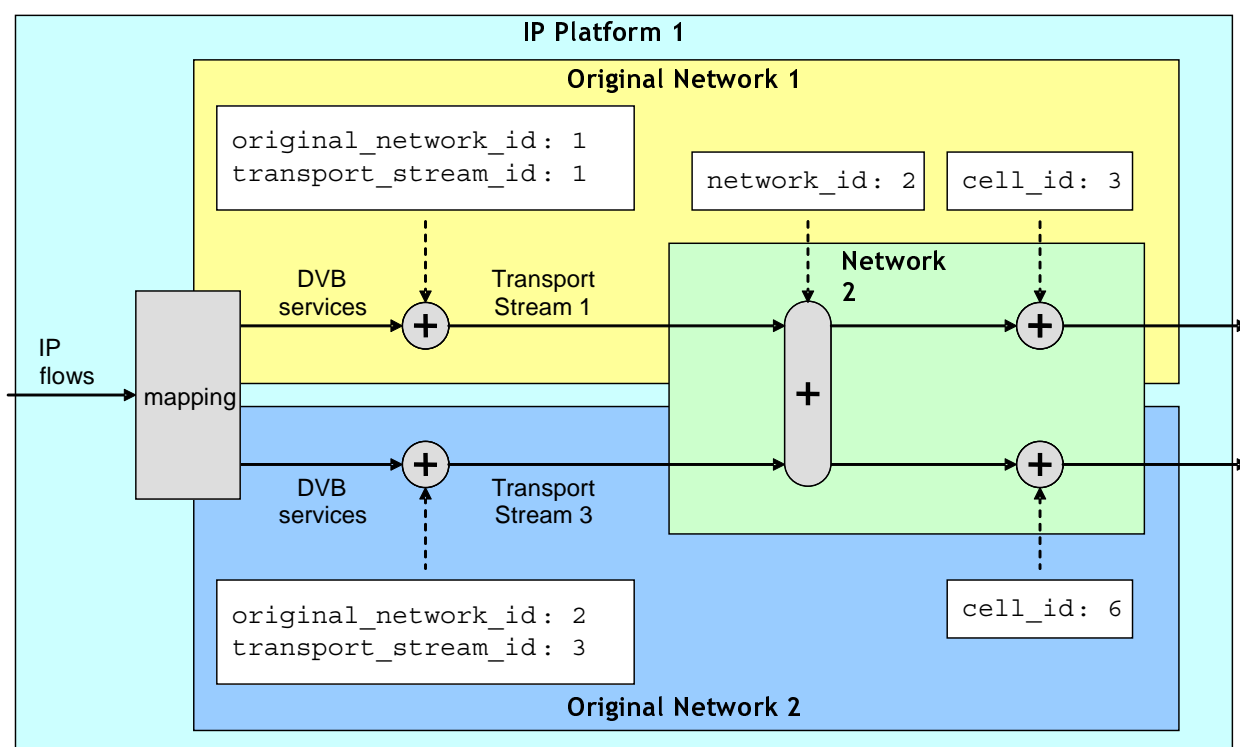 IP Platform 1
Original Network 1
original_network_id: 1
transport_stream_id: 1
network_id: 2
cell_id: 3
Network
2
DVB
services
Transport
Stream 1
+
+
IP
flows
mapping
+
+
+
DVB
services
Transport
Stream 3
original_network_id: 2
transport_stream_id: 3
cell_id: 6
Original Network 2